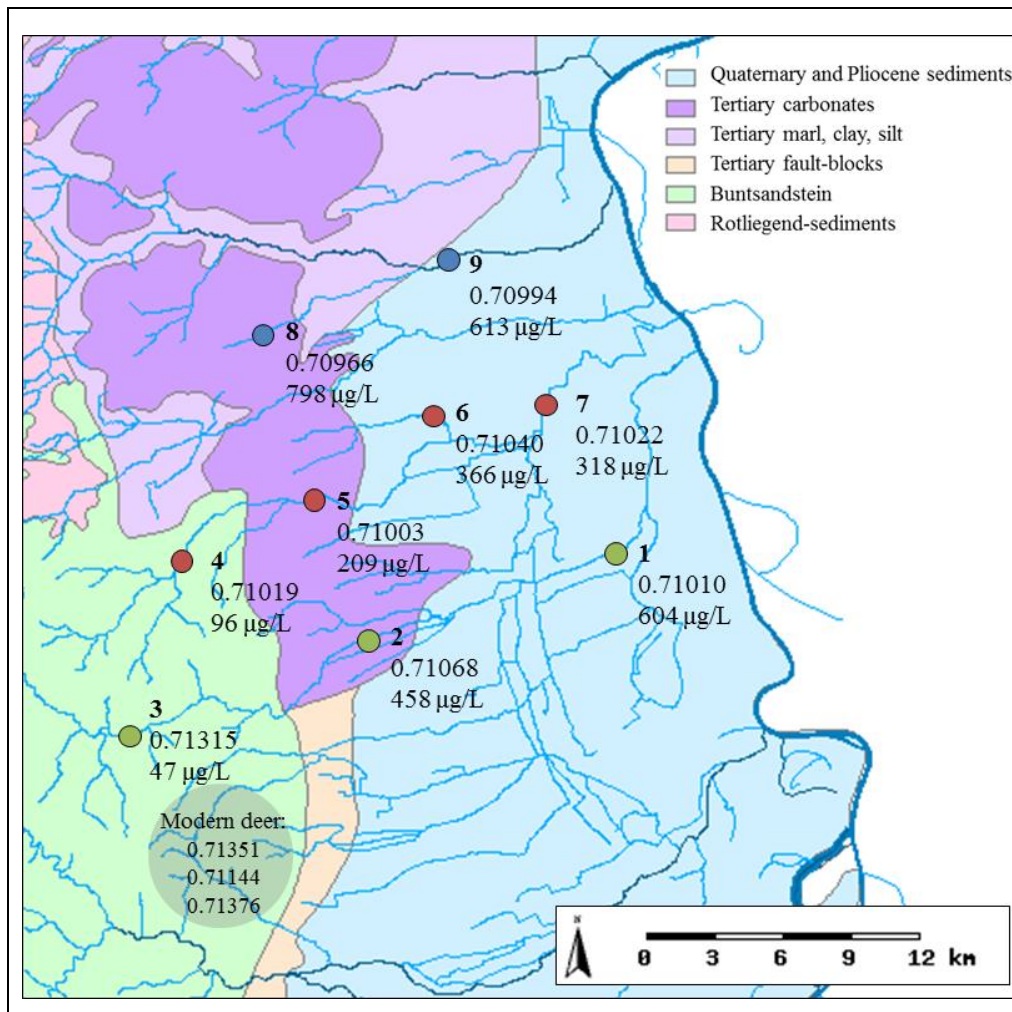 Quaternary and Pliocene sediments
Tertiary carbonates
Tertiary marl, clay, silt
Tertiary fault-blocks
Buntsandstein
Rotliegend-sediments
9
0.70994
613 µg/L
8
0.70966
798 µg/L
6
0.71040
366 µg/L
7
0.71022
318 µg/L
5
0.71003
209 µg/L
4
0.71019
96 µg/L
1
0.71010
604 µg/L
2
0.71068
458 µg/L
3
0.71315
47 µg/L
Modern deer:
0.71351
0.71144
0.71376
N
0 3 6 9 12 km